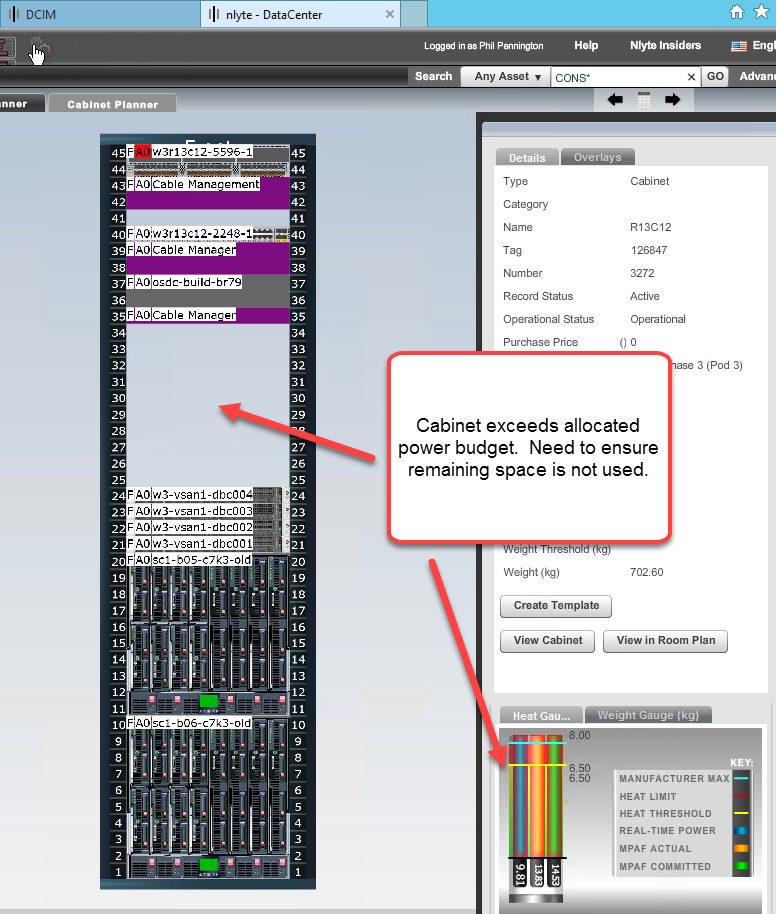 DCIM
nlyte - DataCenter
Logged in as Phil Pennington Help Nlyte Insiders Engl
Search Any Asset CONS* GO Advan
nner Cabinet Planner
45 F A0 w3r13c12-5596-1 45
44 44
43 F A0 Cable Management 43
42 42
41 41
40 F A0 w3r13c12-2248-1 40
39 F A0 Cable Manager 39
38 38
37 F A0 osdc-build-br79 37
36 36
35 F A0 Cable Manager 35
34 34
33 33
32 32
31 31
30 30
29 29
28 28
27 27
26 26
25 25
24 F A0 w3-vsan1-dbc004 24
23 F A0 w3-vsan1-dbc003 23
22 F A0 w3-vsan1-dbc002 22
21 F A0 w3-vsan1-dbc001 21
20 F A0 sc1-b05-c7k3-old 20
19 19
18 18
17 17
16 16
15 15
14 14
13 13
12 12
11 11
10 F A0 sc1-b06-c7k3-old 10
9 9
8 8
7 7
6 6
5 5
4 4
3 3
2 2
1 1
Details Overlays
Type Cabinet
Category
Name R13C12
Tag 126847
Number 3272
Record Status Active
Operational Status Operational
Purchase Price () 0
hase 3 (Pod 3)
Cabinet exceeds allocated
power budget. Need to ensure
remaining space is not used.
Weight Threshold (kg)
Weight (kg) 702.60
Create Template
View Cabinet View in Room Plan
Heat Gau... Weight Gauge (kg)
8.00
6.50
6.50
9.81 13.83 14.53
KEY:
MANUFACTURER MAX
HEAT LIMIT
HEAT THRESHOLD
REAL-TIME POWER
MPAF ACTUAL
MPAF COMMITTED